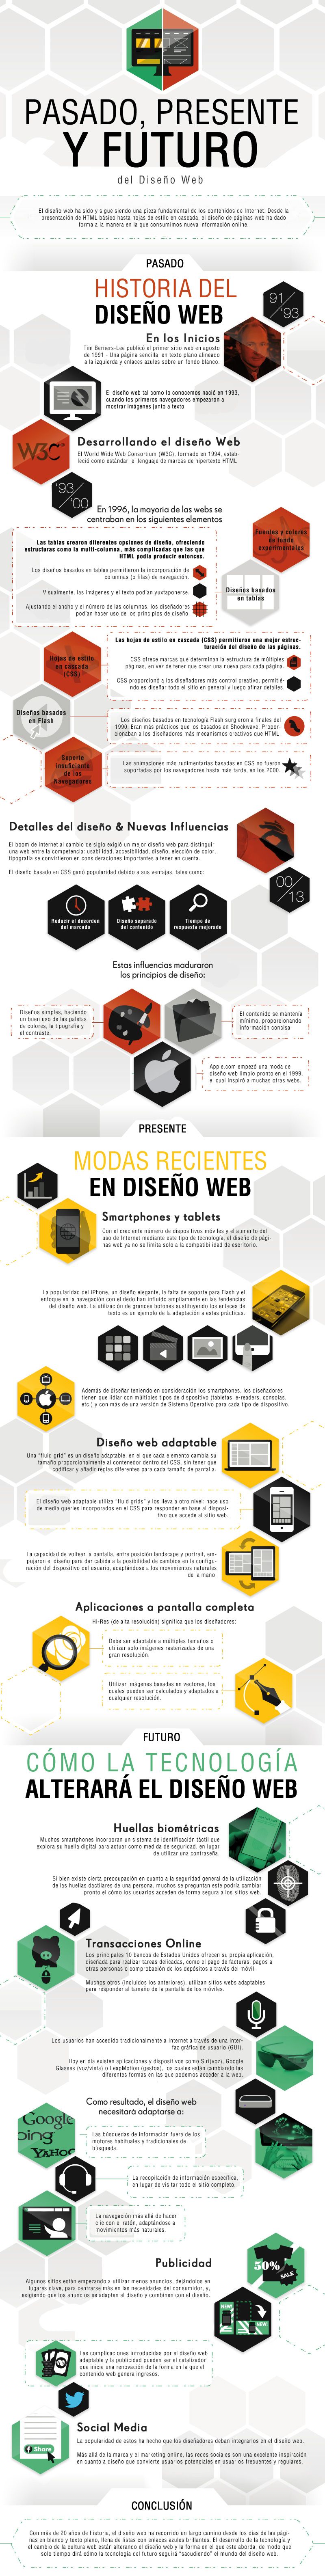 PASADO, PRESENTE
Y FUTURO
del Diseño Web
El diseño web ha sido y sigue siendo una pieza fundamental de los contenidos de Internet. Desde la
presentación de HTML básico hasta hojas de estilo en cascada, el diseño de páginas web ha dado
forma a la manera en la que consumimos nueva información online.
PASADO
HISTORIA DEL
DISEÑO WEB
91/'93
En los Inicios
Tim Berners-Lee publicó el primer sitio web en agosto
de 1991 - Una página sencilla, en texto plano alineado
a la izquierda y enlaces azules sobre un fondo blanco.
El diseño web tal como lo conocemos nació en 1993,
cuando los primeros navegadores empezaron a
mostrar imágenes junto a texto
W3C
Desarrollando el diseño Web
El World Wide Web Consortium (W3C), formado en 1994, estab-
leció como estándar, el lenguaje de marcas de hipertexto HTML
'93/'00
En 1996, la mayoría de las webs se
centraban en los siguientes elementos
Fuentes y colores
de fondo
experimentales
Las tablas crearon diferentes opciones de diseño, ofreciendo
estructuras como la multi-columna, más complicadas que las que
HTML podía producir entonces.
Los diseños basados en tablas permitieron la incorporación de
columnas (o filas) de navegación.
Visualmente, las imágenes y el texto podían yuxtaponerse.
Ajustando el ancho y el número de las columnas, los diseñadores
podían hacer uso de los principios de diseño
Diseños basados
en tablas
Hojas de estilo
en cascada
(CSS)
Las hojas de estilo en cascada (CSS) permitieron una mejor estruc-
turación del diseño de las páginas.
CSS ofrece marcas que determinan la estructura de múltiples
páginas, en vez de tener que crear una nueva para cada página
CSS proporcionó a los diseñadores más control creativo, permitié-
ndoles diseñar todo el sitio en general y luego afinar detalles.
Diseños basados
en Flash
Los diseños basados en tecnología Flash surgieron a finales del
1990. Eran diseños prácticos que los basados en Shockwave. Propor-
cionaban a los diseñadores más mecanismos creativos que HTML.
Soporte
insuficiente
de los
Navegadores
Las animaciones más rudimentarias basadas en CSS no fueron
soportadas por los navegadores hasta más tarde, en los 2000.
Detalles del diseño & Nuevas Influencias
El boom de internet al cambio de siglo exigió un mejor diseño web para distinguir
tu web entre la competencia: usabilidad, accesibilidad, diseño, elección de color,
tipografía se convirtieron en cosas importantes a tener en cuenta.
00/'13
El diseño basado en CSS ganó popularidad debido a sus ventajas, tales como:
Reducir el desorden
del marcado
Diseño separado
del contenido
Tiempo de
respuesta mejorado
Estas influencias maduraron
los principios de diseño:
Diseños simples, haciendo
un buen uso de las paletas
de colores, la tipografía y
el contraste.
El contenido se mantenía
mínimo, proporcionando
información concisa.
Apple.com empezó una moda de
diseño web limpio pronto en el 1999,
el cual inspiró a muchas otras webs.
PRESENTE
MODAS RECIENTES
EN DISEÑO WEB
Smartphones y tablets
Con el creciente número de dispositivos móviles y el aumento del
uso de Internet mediante este tipo de tecnología, el diseño de pági-
nas web ya no se limita solo a la compatibilidad de escritorio.
La popularidad del iPhone, un diseño elegante, la falta de soporte para Flash y el
enfoque en la navegación con el dedo han influido ampliamente en las tendencias
del diseño web. La utilización de grandes botones sustituyendo los enlaces de
texto es un ejemplo de la adaptación a estas prácticas.
Además de diseñar teniendo en consideración los smartphones, los diseñadores
tienen que lidiar con múltiples tipos de dispositivo (tabletas, e-readers, consolas,
etc.) y con más de una versión de Sistema Operativo para cada tipo de dispositivo.
Diseño web adaptable
Una "fluid grid" es un diseño adaptable, en el que cada elemento cambia su
tamaño proporcionalmente al contenedor dentro del CSS, sin tener que
codificar y añadir reglas diferentes para cada tamaño de pantalla.
El diseño web adaptable utiliza "fluid grids" y los lleva a otro nivel: hace uso
de media queries incorporados en el CSS para responder en base al disposi-
tivo que accede al sitio web.
La capacidad de voltear la pantalla, entre posición landscape y portrait, em-
pujaron el diseño para dar cabida a la posibilidad de cambios en la configu-
ración del dispositivo del usuario, adaptándose a los movimientos naturales
de la mano.
Aplicaciones a pantalla completa
Hi-Res (de alta resolución) significa que los diseñadores:
Debe ser adaptable a múltiples tamaños o
utilizar solo imágenes rasterizadas de una
gran resolución.
Utilizar imágenes basadas en vectores, los
cuales pueden ser calculados y adaptados a
cualquier resolución.
FUTURO
CÓMO LA TECNOLOGÍA
ALTERARÁ EL DISEÑO WEB
Huellas biométricas
Muchos smartphones incorporan un sistema de identificación táctil que
explora su huella digital para actuar como medida de seguridad, en lugar
de utilizar una contraseña.
Si bien existe cierta preocupación en cuanto a la seguridad general de la utilización
de las huellas dactilares de una persona, muchos se preguntan este podría cambiar
pronto el cómo los usuarios acceden de forma segura a los sitios web.
Transacciones Online
Los principales 10 bancos de Estados Unidos ofrecen su propia aplicación,
diseñada para realizar tareas delicadas, como el pago de facturas, pagos a
otras personas o comprobación de los depósitos a través del móvil.
Muchos otros (incluidos los anteriores), utilizan sitios webs adaptables
para responder al tamaño de la pantalla de los móviles.
Los usuarios han accedido tradicionalmente a Internet a través de una inter-
faz gráfica de usuario (GUI).
Hoy en día existen aplicaciones y dispositivos como Siri(voz), Google
Glasses (voz/vista) o LeapMotion (gestos), los cuales están cambiando las
diferentes formas en las que podemos acceder a la web.
Como resultado, el diseño web
necesitará adaptarse a:
Google
bing
YAHOO
Las búsquedas de información fuera de los
motores habituales y tradicionales de
búsqueda.
La recopilación de información específica,
en lugar de visitar todo el sitio completo.
La navegación más allá de hacer
clic con el ratón, adaptándose a
movimientos más naturales.
Publicidad
50%
SALE
Algunos sitios están empezando a utilizar menos anuncios, dejándolos en
lugares clave, para centrarse más en las necesidades del consumidor, y,
exigiendo que los anuncios se adapten al diseño y combinen con el diseño.
NEWS
NEW
Las complicaciones introducidas por el diseño web
adaptable y la publicidad pueden ser el catalizador
que inicie una renovación de la forma en la que el
contenido web genera ingresos.
Social Media
La popularidad de estos ha hecho que los diseñadores deban integrarlos en el diseño web.
Share
Más allá de la marca y el marketing online, las redes sociales son una excelente inspiración
en cuanto a diseño que convierte usuarios potenciales en usuarios frecuentes y regulares.
CONCLUSIÓN
Con más de 20 años de historia, el diseño web ha recorrido un largo camino desde los días de las pági-
nas en blanco y texto plano, llena de listas con enlaces azules brillantes. El desarrollo de la tecnología y
el cambio de la cultura web están alterando el diseño web y la forma en el que este aborda, de modo que
solo tiempo dirá cómo la tecnología del futuro seguirá "sacudiendo" el mundo del diseño web.